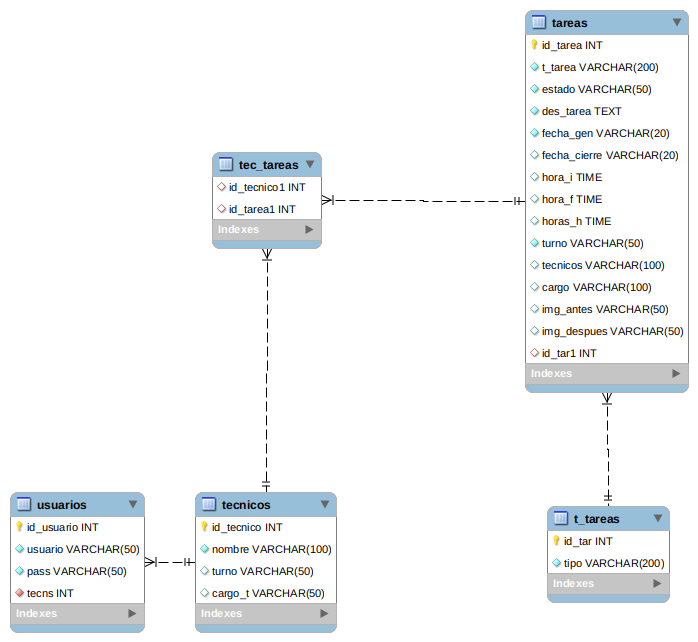 tareas
id_tarea INT
t_tarea VARCHAR(200)
estado VARCHAR(50)
des_tarea TEXT
fecha_gen VARCHAR(20)
fecha_cierre VARCHAR(20)
hora_i TIME
hora_f TIME
horas_h TIME
turno VARCHAR(50)
tecnicos VARCHAR(100)
cargo VARCHAR(100)
img_antes VARCHAR(50)
img_despues VARCHAR(50)
id_tar1 INT
Indexes
tec_tareas
id_tecnico1 INT
id_tarea1 INT
Indexes
usuarios
id_usuario INT
usuario VARCHAR(50)
pass VARCHAR(50)
tecns INT
Indexes
tecnicos
id_tecnico INT
nombre VARCHAR(100)
turno VARCHAR(50)
cargo_t VARCHAR(50)
Indexes
t_tareas
id_tar INT
tipo VARCHAR(200)
Indexes